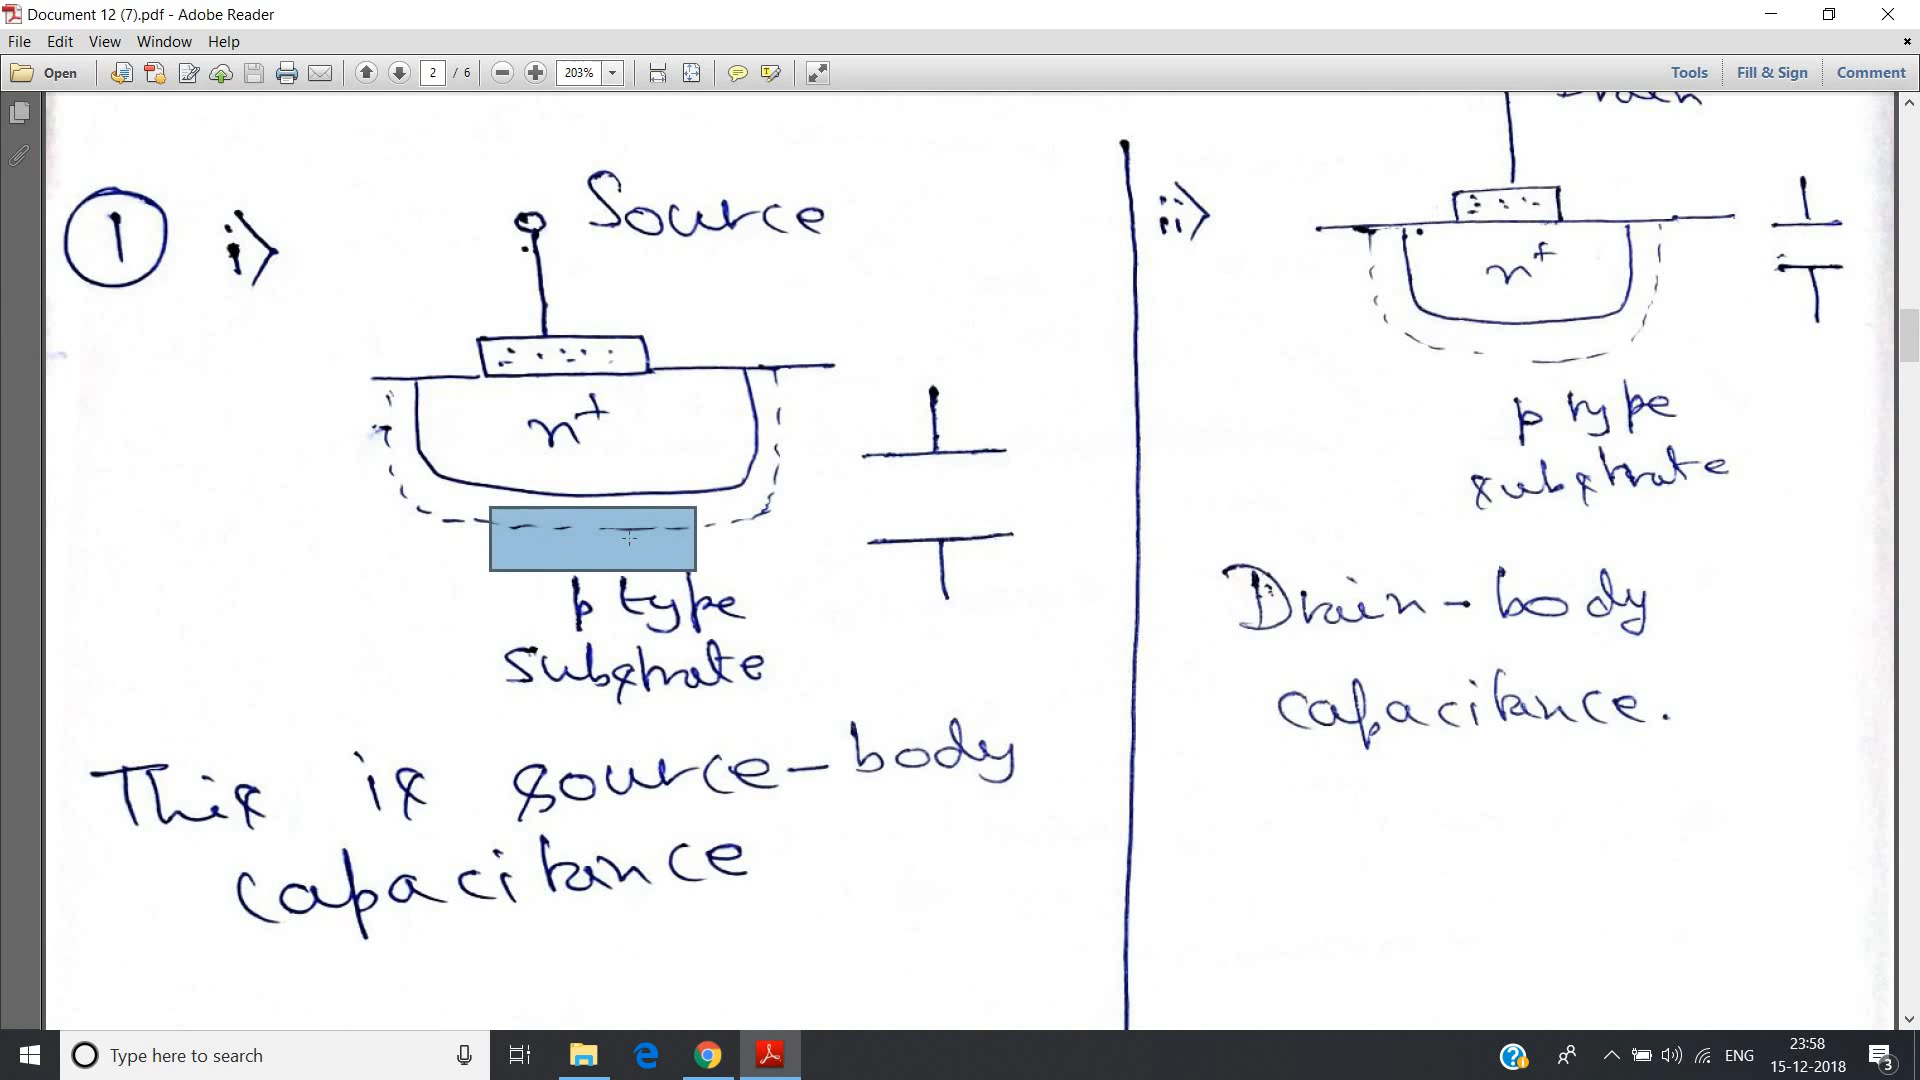 Document 12 (7).pdf - Adobe Reader
File Edit View Window Help
Open 2 / 6 203% Tools Fill & Sign Comment
1 i) Source
n+
p type
substrate
This is source-body
capacitance
Drain
ii)
n+
p type
substrate
Drain-body
capacitance.
Type here to search
ENG
23:58
15-12-2018
3